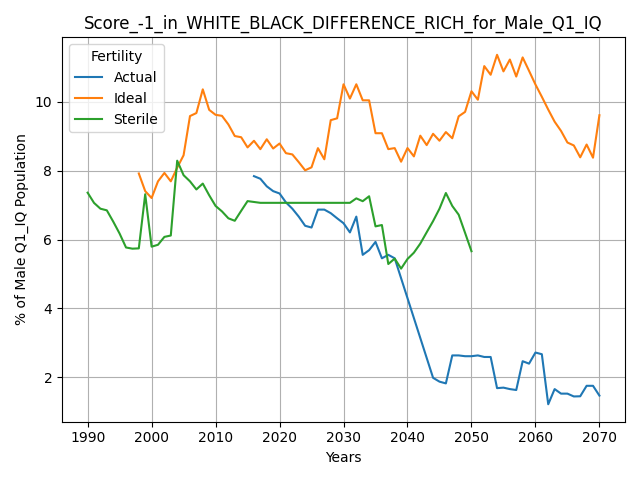 Score_-1_in_WHITE_BLACK_DIFFERENCE_RICH_for_Male_Q1_IQ
Fertility
Actual
Ideal
Sterile
% of Male Q1_IQ Population
10
8
6
4
2
1990 2000 2010 2020 2030 2040 2050 2060 2070
Years